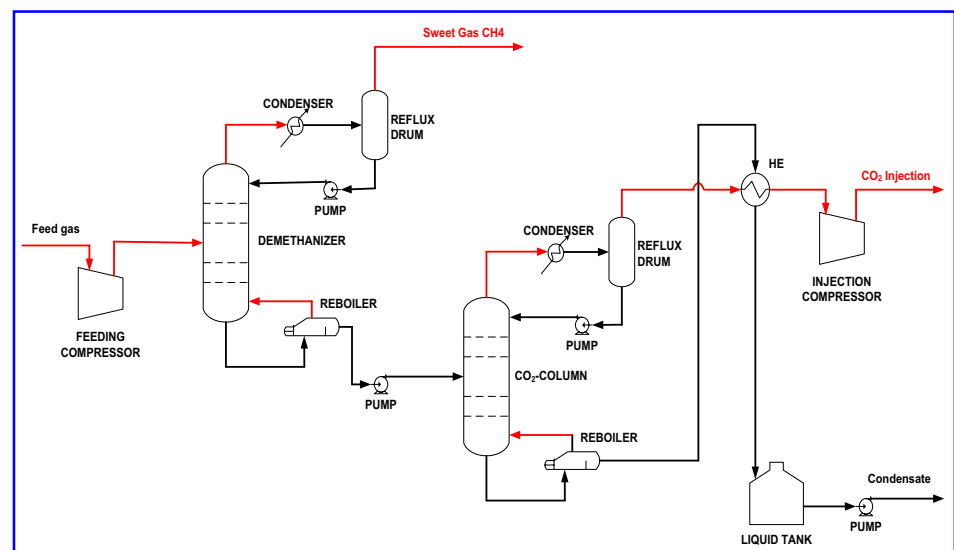 Sweet Gas CH4
CONDENSER
REFLUX
DRUM
PUMP
Feed gas
DEMETHANIZER
FEEDING
COMPRESSOR
REBOILER
PUMP
CONDENSER
REFLUX
DRUM
PUMP
CO₂-COLUMN
REBOILER
HE
CO₂ Injection
INJECTION
COMPRESSOR
Condensate
PUMP
LIQUID TANK